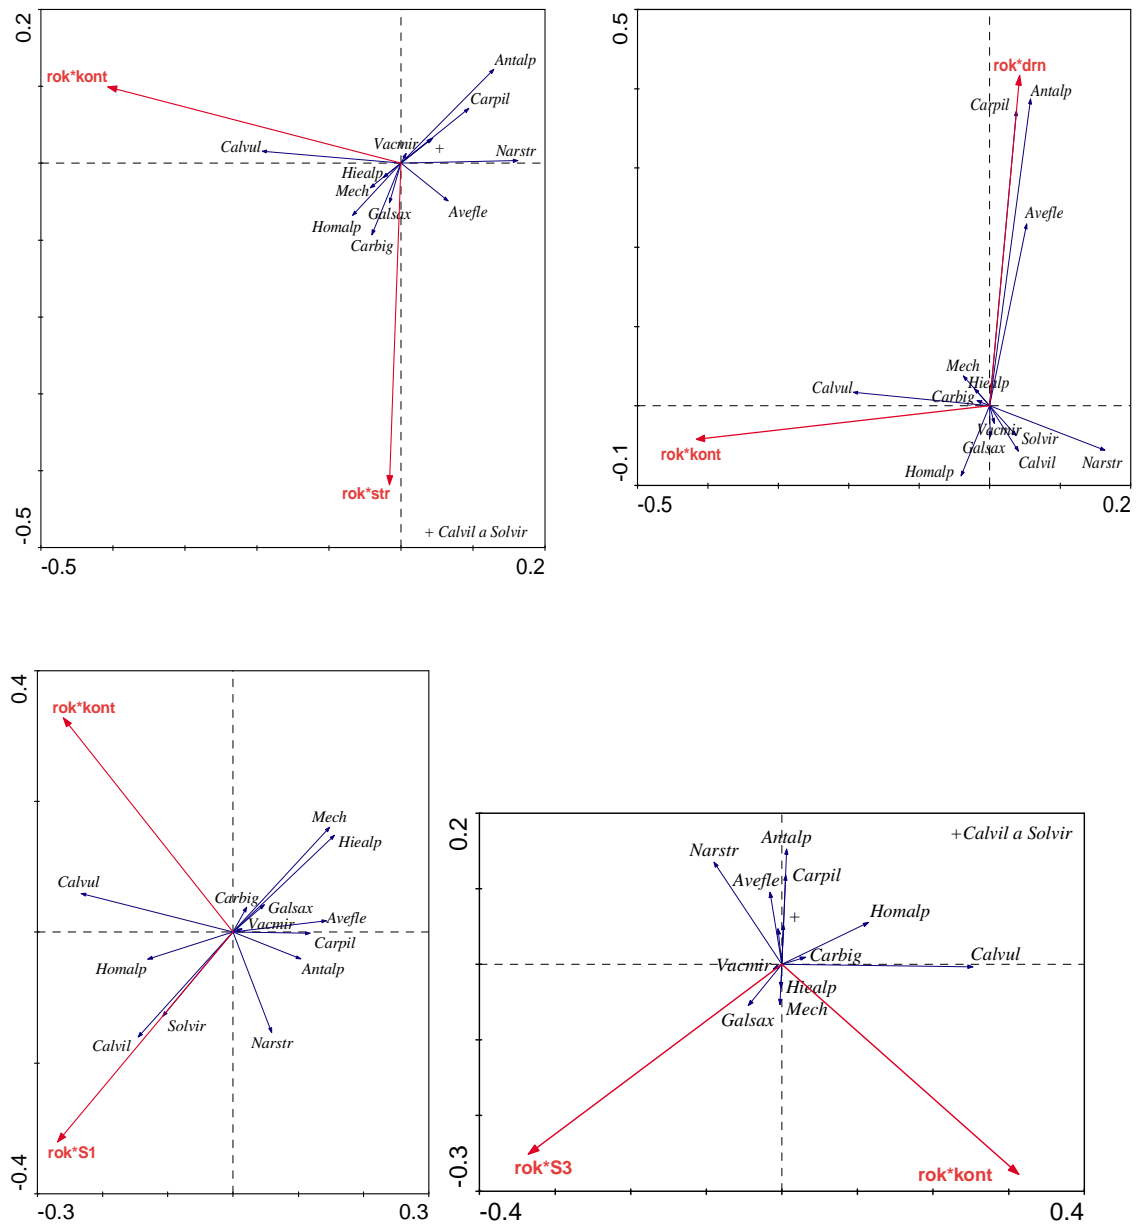 0.2
rok*kont
Antalp
Carpil
Vacmir
+
Calvul
Narstr
Hiealp
Mech
Galsax
Avefle
Homalp
Carbig
rok*str
+ Calvil a Solvir
-0.5
-0.5
0.2
0.5
rok*drn
Carpil
Antalp
Avefle
Mech
Hiealp
Calvul
Carbig
Vacmir
Solvir
rok*kont
Galsax
Calvil
Narstr
Homalp
-0.1
-0.5
0.2
0.4
rok*kont
Mech
Hiealp
Calvul
Carbig
Galsax
Vacmir
Avefle
Carpil
Homalp
Antalp
Solvir
Calvil
Narstr
rok*S1
-0.4
-0.3
0.3
0.2
+Calvil a Solvir
Antalp
Narstr
Avefle
Carpil
Homalp
+
Carbig
Calvul
Vacmir
Hiealp
Galsax
Mech
rok*S3
rok*kont
-0.3
-0.4
0.4